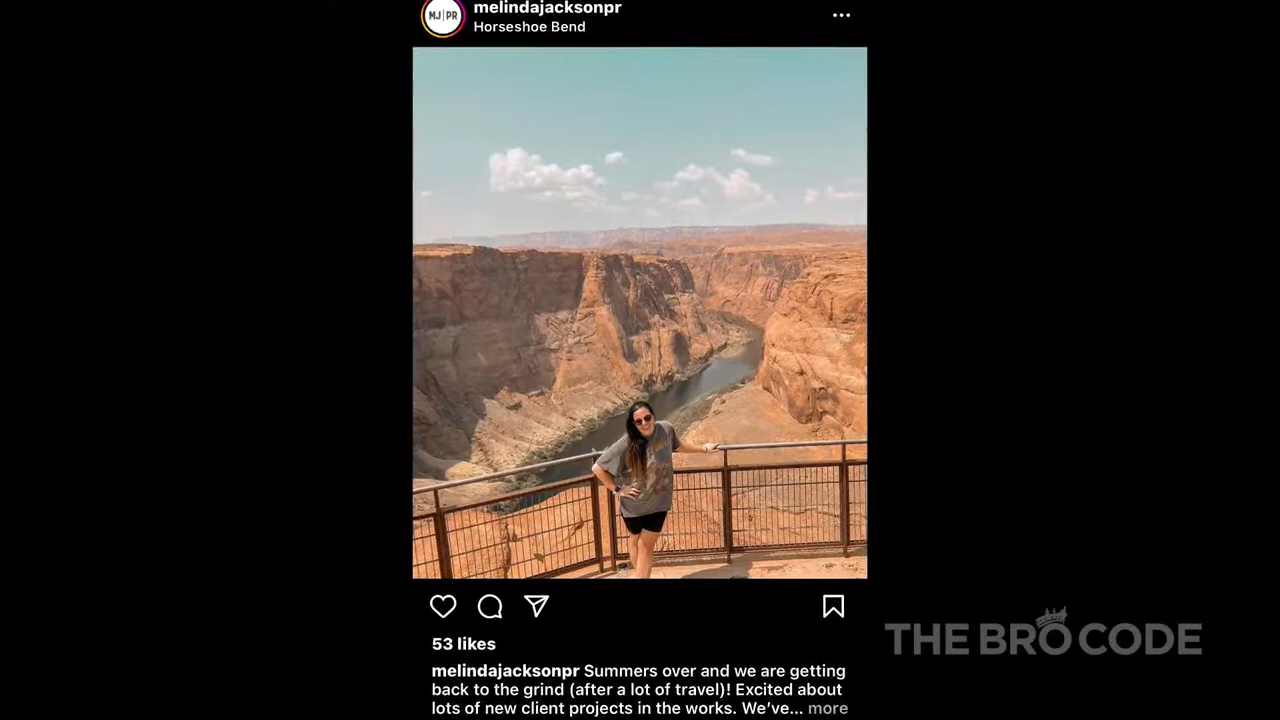 MJ|PR
melindajacksonpr
Horseshoe Bend
53 likes
melindajacksonpr Summers over and we are getting
back to the grind (after a lot of travel)! Excited about
lots of new client projects in the works. We've... more
THE BRO CODE